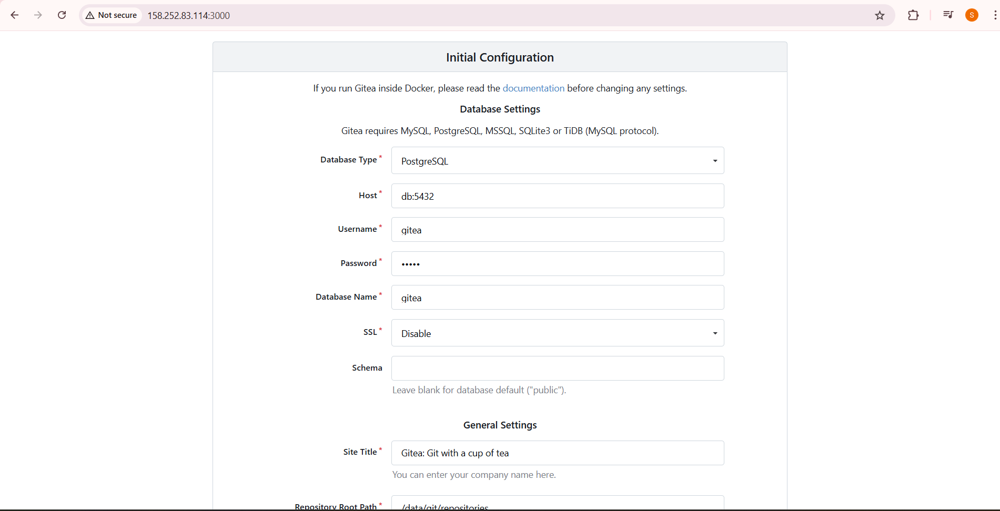 Not secure 158.252.83.114:3000
S
Initial Configuration
If you run Gitea inside Docker, please read the documentation before changing any settings.
Database Settings
Gitea requires MySQL, PostgreSQL, MSSQL, SQLite3 or TiDB (MySQL protocol).
Database Type * PostgreSQL
Host * db:5432
Username * gitea
Password * •••••
Database Name * gitea
SSL * Disable
Schema
Leave blank for database default ("public").
General Settings
Site Title * Gitea: Git with a cup of tea
You can enter your company name here.
Repository Root Path * /data/git/repositories